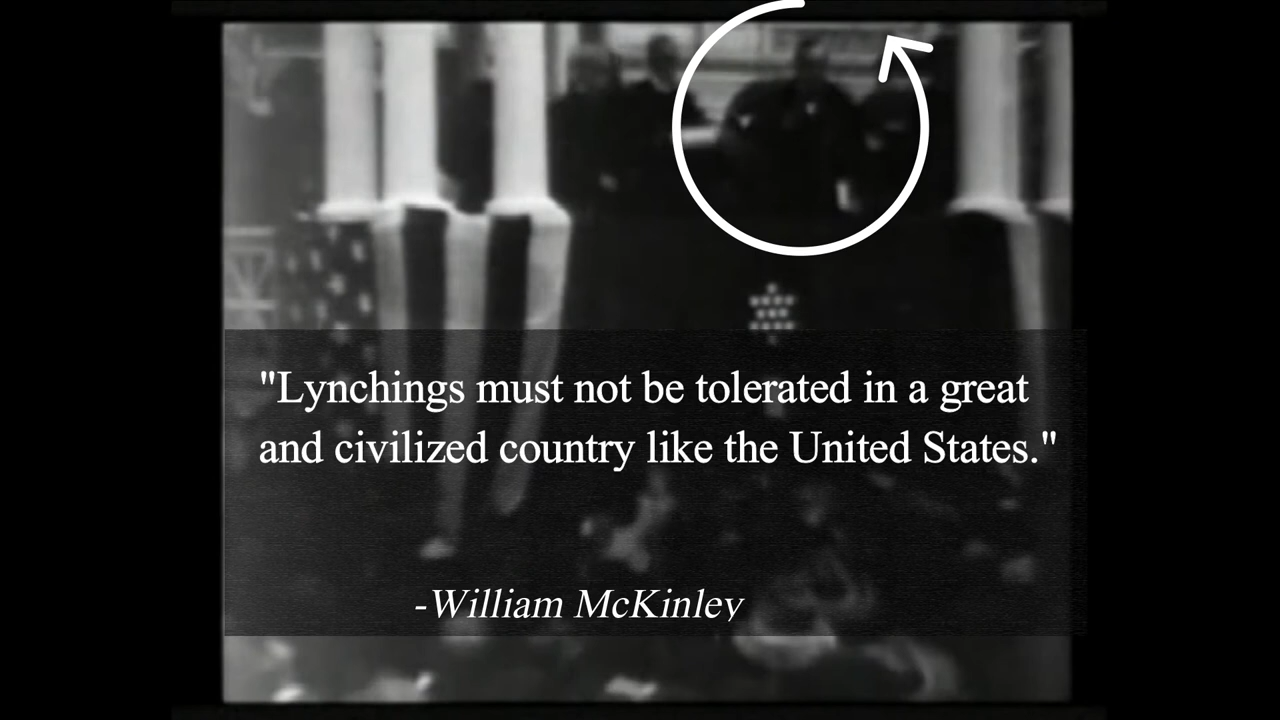 "Lynchings must not be tolerated in a great
and civilized country like the United States."
-William McKinley